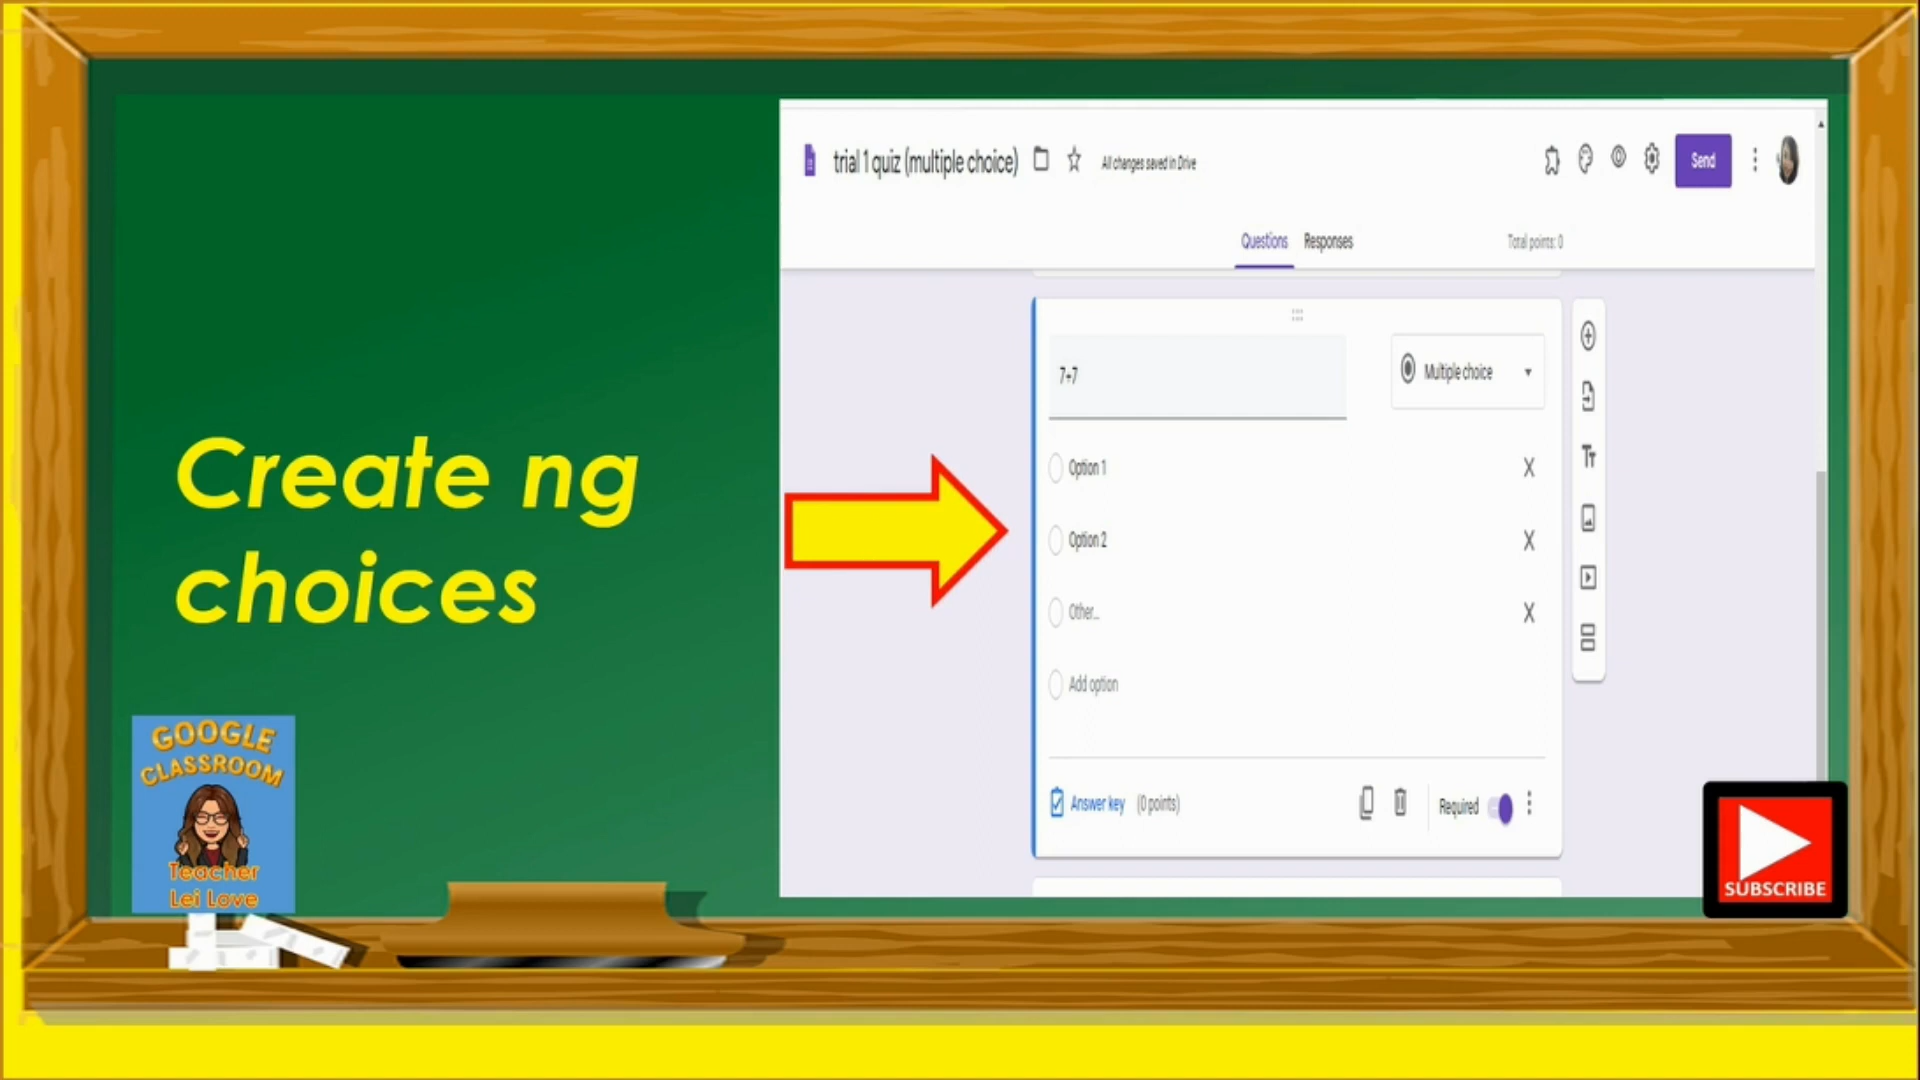 Create ng
choices
GOOGLE
CLASSROOM
Teacher
Lei Love
trial 1 quiz (multiple choice)
All changes saved in Drive
Send
Questions
Responses
Total points: 0
7+7
Multiple choice
Option 1
Option 2
Other...
Add option
Answer key (0 points)
Required
SUBSCRIBE